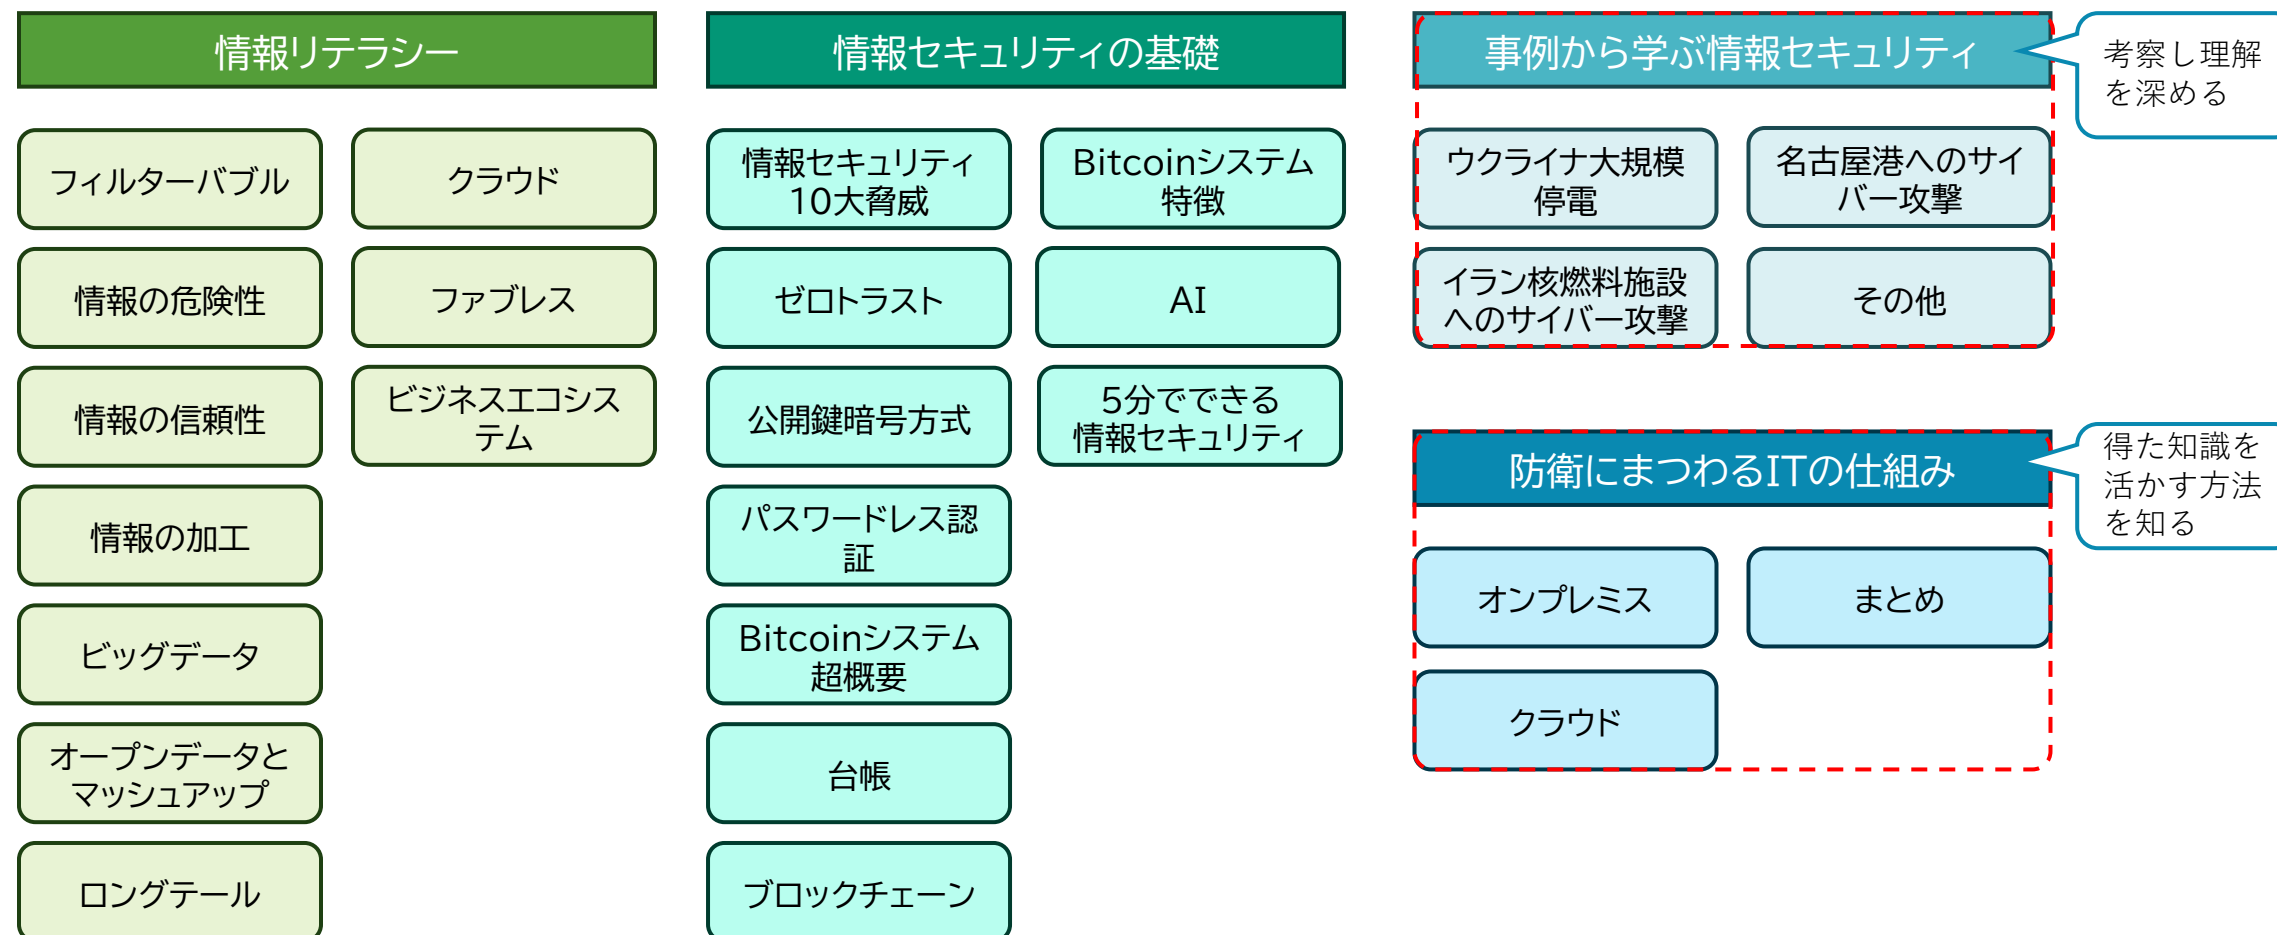 情報リテラシー
フィルターバブル
情報の危険性
情報の信頼性
情報の加工
ビッグデータ
オープンデータと
マッシュアップ
ロングテール
クラウド
ファブレス
ビジネスエコシス
テム
情報セキュリティの基礎
情報セキュリティ
10大脅威
ゼロトラスト
公開鍵暗号方式
パスワードレス認
証
Bitcoinシステム
超概要
台帳
ブロックチェーン
Bitcoinシステム
特徴
AI
5分でできる
情報セキュリティ
事例から学ぶ情報セキュリティ
考察し理解
を深める
ウクライナ大規模
停電
イラン核燃料施設
へのサイバー攻撃
名古屋港へのサイ
バー攻撃
その他
防衛にまつわるITの仕組み
得た知識を
活かす方法
を知る
オンプレミス
クラウド
まとめ